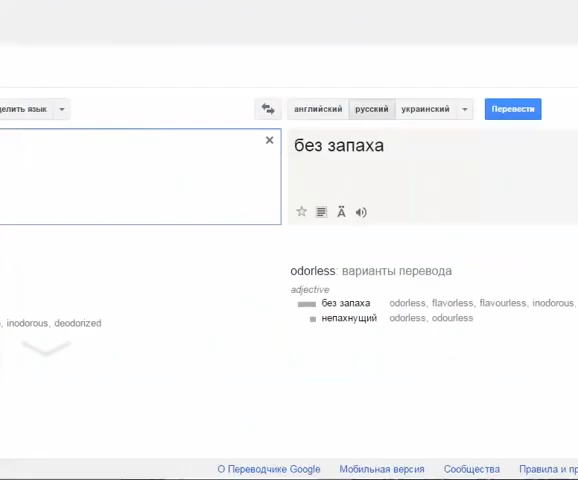 делить язык
английский русский украинский Перевести
без запаха
Ä
odorless: варианты перевода
adjective
без запаха odorless, flavorless, flavourless, inodorous,
непахнущий odorless, odourless
, inodorous, deodorized
О Переводчике Google Мобильная версия Сообщества Правила и пр